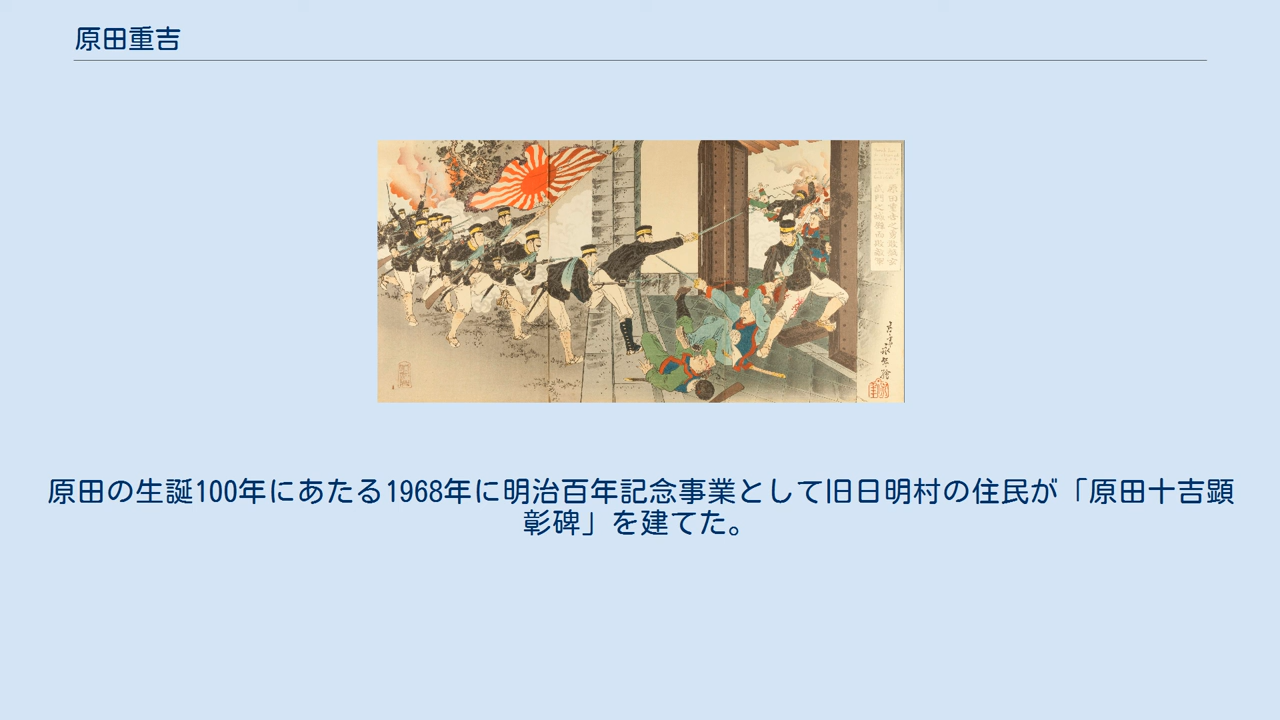 原田重吉
原田の生誕100年にあたる1968年に明治百年記念事業として旧日明村の住民が「原田十吉顕
彰碑」を建てた。